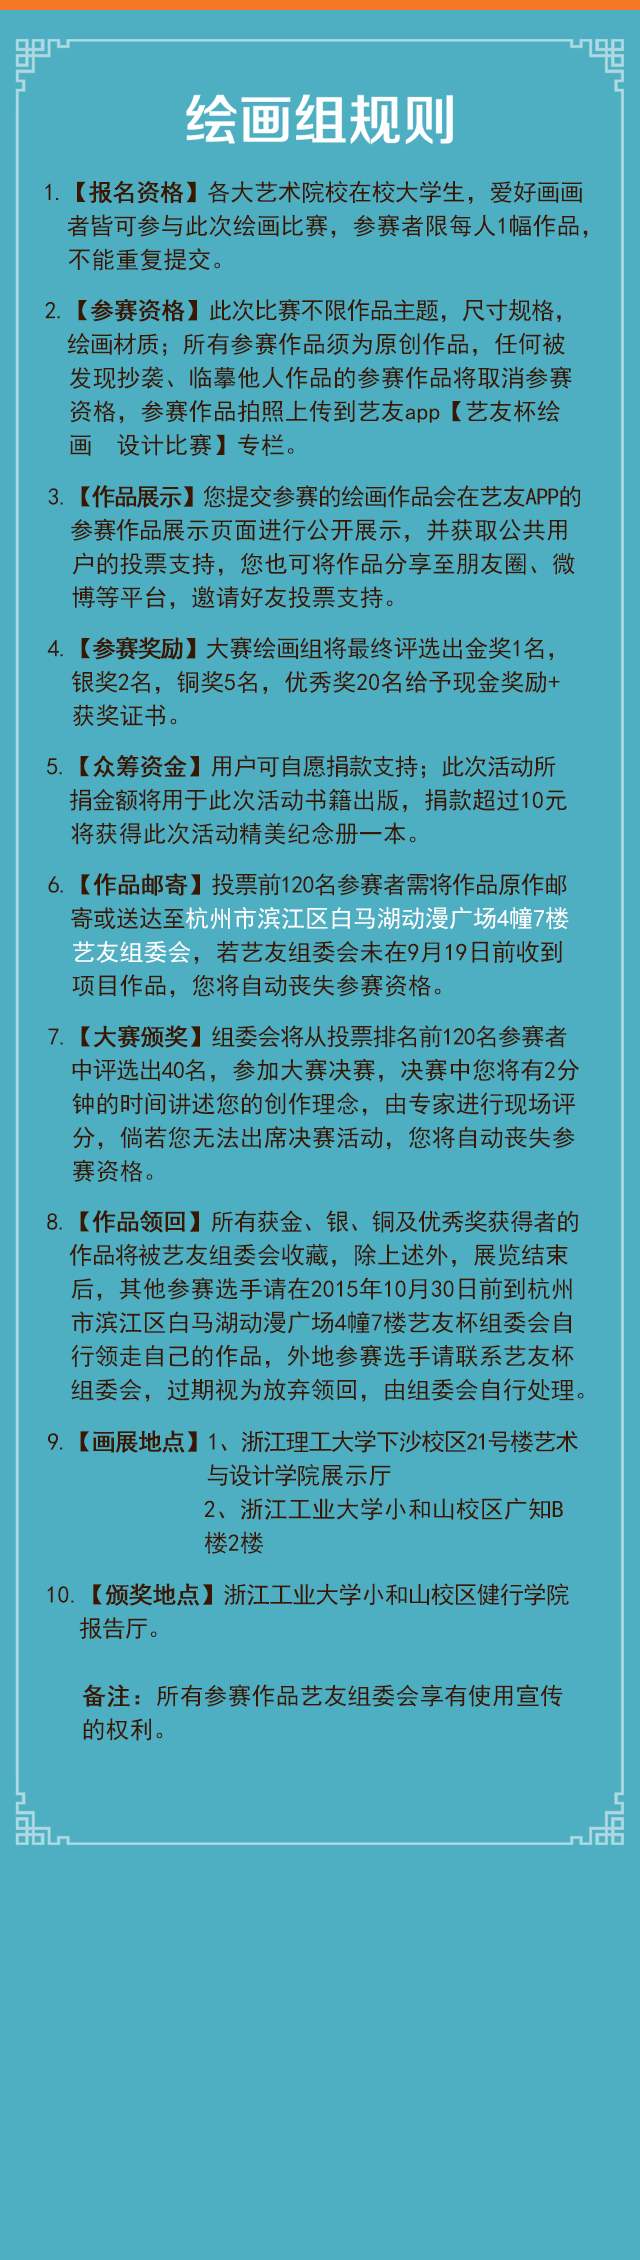 绘画组规则
1.【报名资格】各大艺术院校在校大学生，爱好画画
者皆可参与此次绘画比赛，参赛者限每人1幅作品，
不能重复提交。
2.【参赛资格】此次比赛不限作品主题，尺寸规格，
绘画材质；所有参赛作品须为原创作品，任何被
发现抄袭、临摹他人作品的参赛作品将取消参赛
资格，参赛作品拍照上传到艺友app【艺友杯绘
画　设计比赛】专栏。
3.【作品展示】您提交参赛的绘画作品会在艺友APP的
参赛作品展示页面进行公开展示，并获取公共用
户的投票支持，您也可将作品分享至朋友圈、微
博等平台，邀请好友投票支持。
4.【参赛奖励】大赛绘画组将最终评选出金奖1名，
银奖2名，铜奖5名，优秀奖20名给予现金奖励+
获奖证书。
5.【众筹资金】用户可自愿捐款支持；此次活动所
捐金额将用于此次活动书籍出版，捐款超过10元
将获得此次活动精美纪念册一本。
6.【作品邮寄】投票前120名参赛者需将作品原作邮
寄或送达至杭州市滨江区白马湖动漫广场4幢7楼
艺友组委会，若艺友组委会未在9月19日前收到
项目作品，您将自动丧失参赛资格。
7.【大赛颁奖】组委会将从投票排名前120名参赛者
中评选出40名，参加大赛决赛，决赛中您将有2分
钟的时间讲述您的创作理念，由专家进行现场评
分，倘若您无法出席决赛活动，您将自动丧失参
赛资格。
8.【作品领回】所有获金、银、铜及优秀奖获得者的
作品将被艺友组委会收藏，除上述外，展览结束
后，其他参赛选手请在2015年10月30日前到杭州
市滨江区白马湖动漫广场4幢7楼艺友杯组委会自
行领走自己的作品，外地参赛选手请联系艺友杯
组委会，过期视为放弃领回，由组委会自行处理。
9.【画展地点】1、浙江理工大学下沙校区21号楼艺术
与设计学院展示厅
2、浙江工业大学小和山校区广知B
楼2楼
10.【颁奖地点】浙江工业大学小和山校区健行学院
报告厅。
备注：所有参赛作品艺友组委会享有使用宣传
的权利。